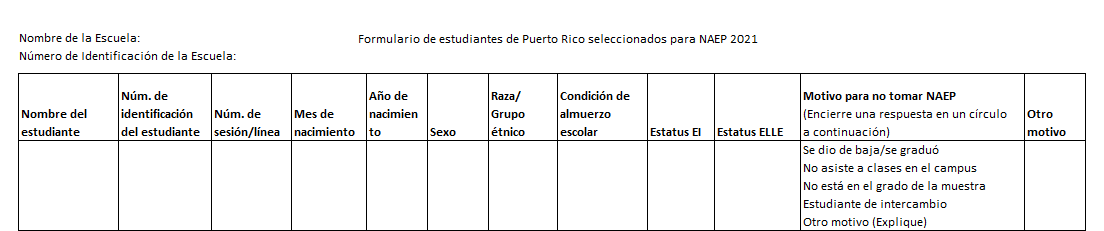 Nombre de la Escuela:
Formulario de estudiantes de Puerto Rico seleccionados para NAEP 2021
Número de Identificación de la Escuela:
Nombre del
estudiante
Núm. de
identificación
del estudiante
Núm. de
sesión/línea
Mes de
nacimiento
Año de
nacimien
to
Sexo
Raza/
Grupo
étnico
Condición de
almuerzo
escolar
Estatus EI
Estatus ELLE
Motivo para no tomar NAEP
(Encierre una respuesta en un círculo
a continuación)
Otro
motivo
Se dio de baja/se graduó
No asiste a clases en el campus
No está en el grado de la muestra
Estudiante de intercambio
Otro motivo (Explique)